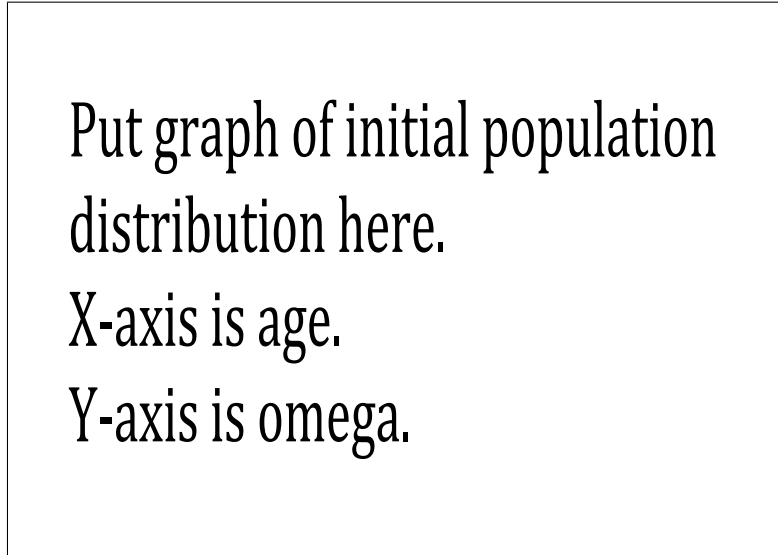 Put graph of initial population
distribution here.
X-axis is age.
Y-axis is omega.